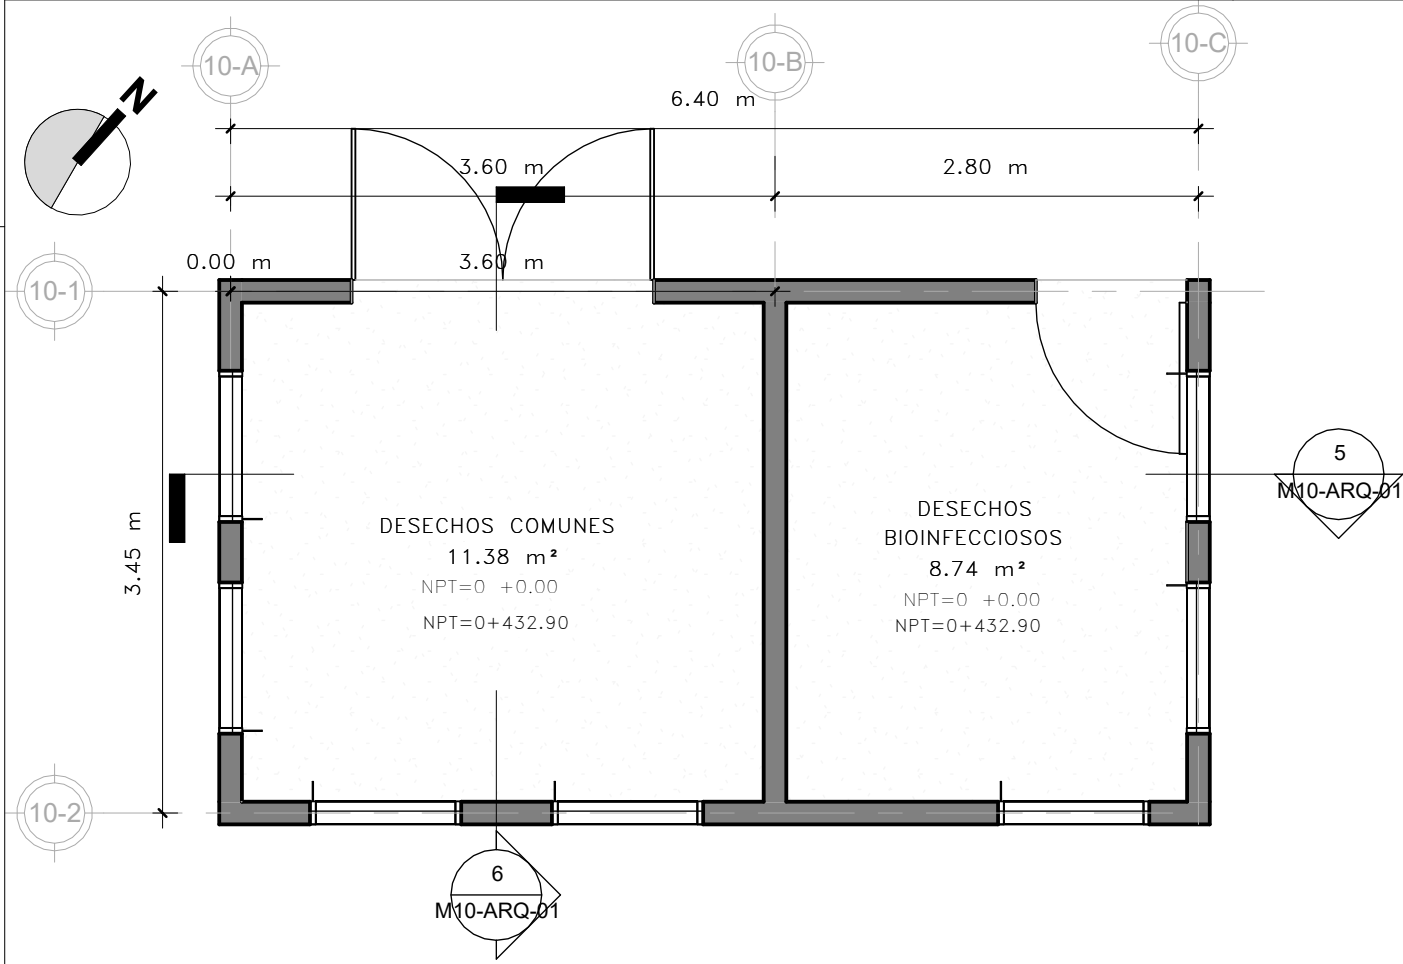 10-A
10-B
10-C
N
6.40 m
3.60 m
2.80 m
0.00 m
3.60 m
10-1
3.45 m
DESECHOS COMUNES
11.38 m²
NPT=0 +0.00
NPT=0+432.90
DESECHOS
BIOINFECCIOSOS
8.74 m²
NPT=0 +0.00
NPT=0+432.90
5
M10-ARQ-01
10-2
6
M10-ARQ-01